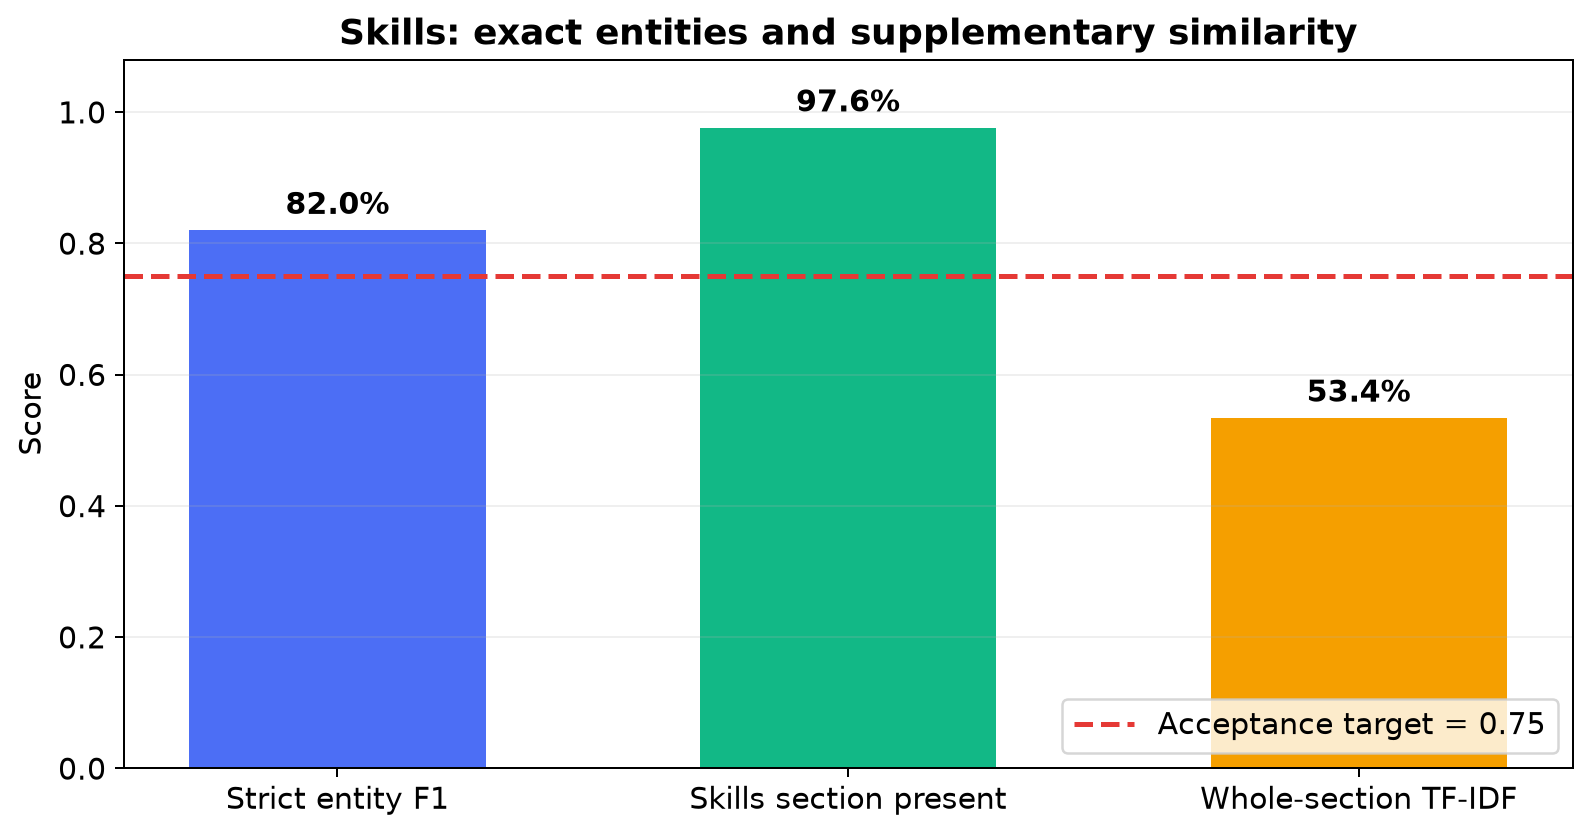 Skills: exact entities and supplementary similarity
97.6%
82.0%
53.4%
1.0
0.8
0.6
0.4
0.2
0.0
Score
Acceptance target = 0.75
Strict entity F1
Skills section present
Whole-section TF-IDF